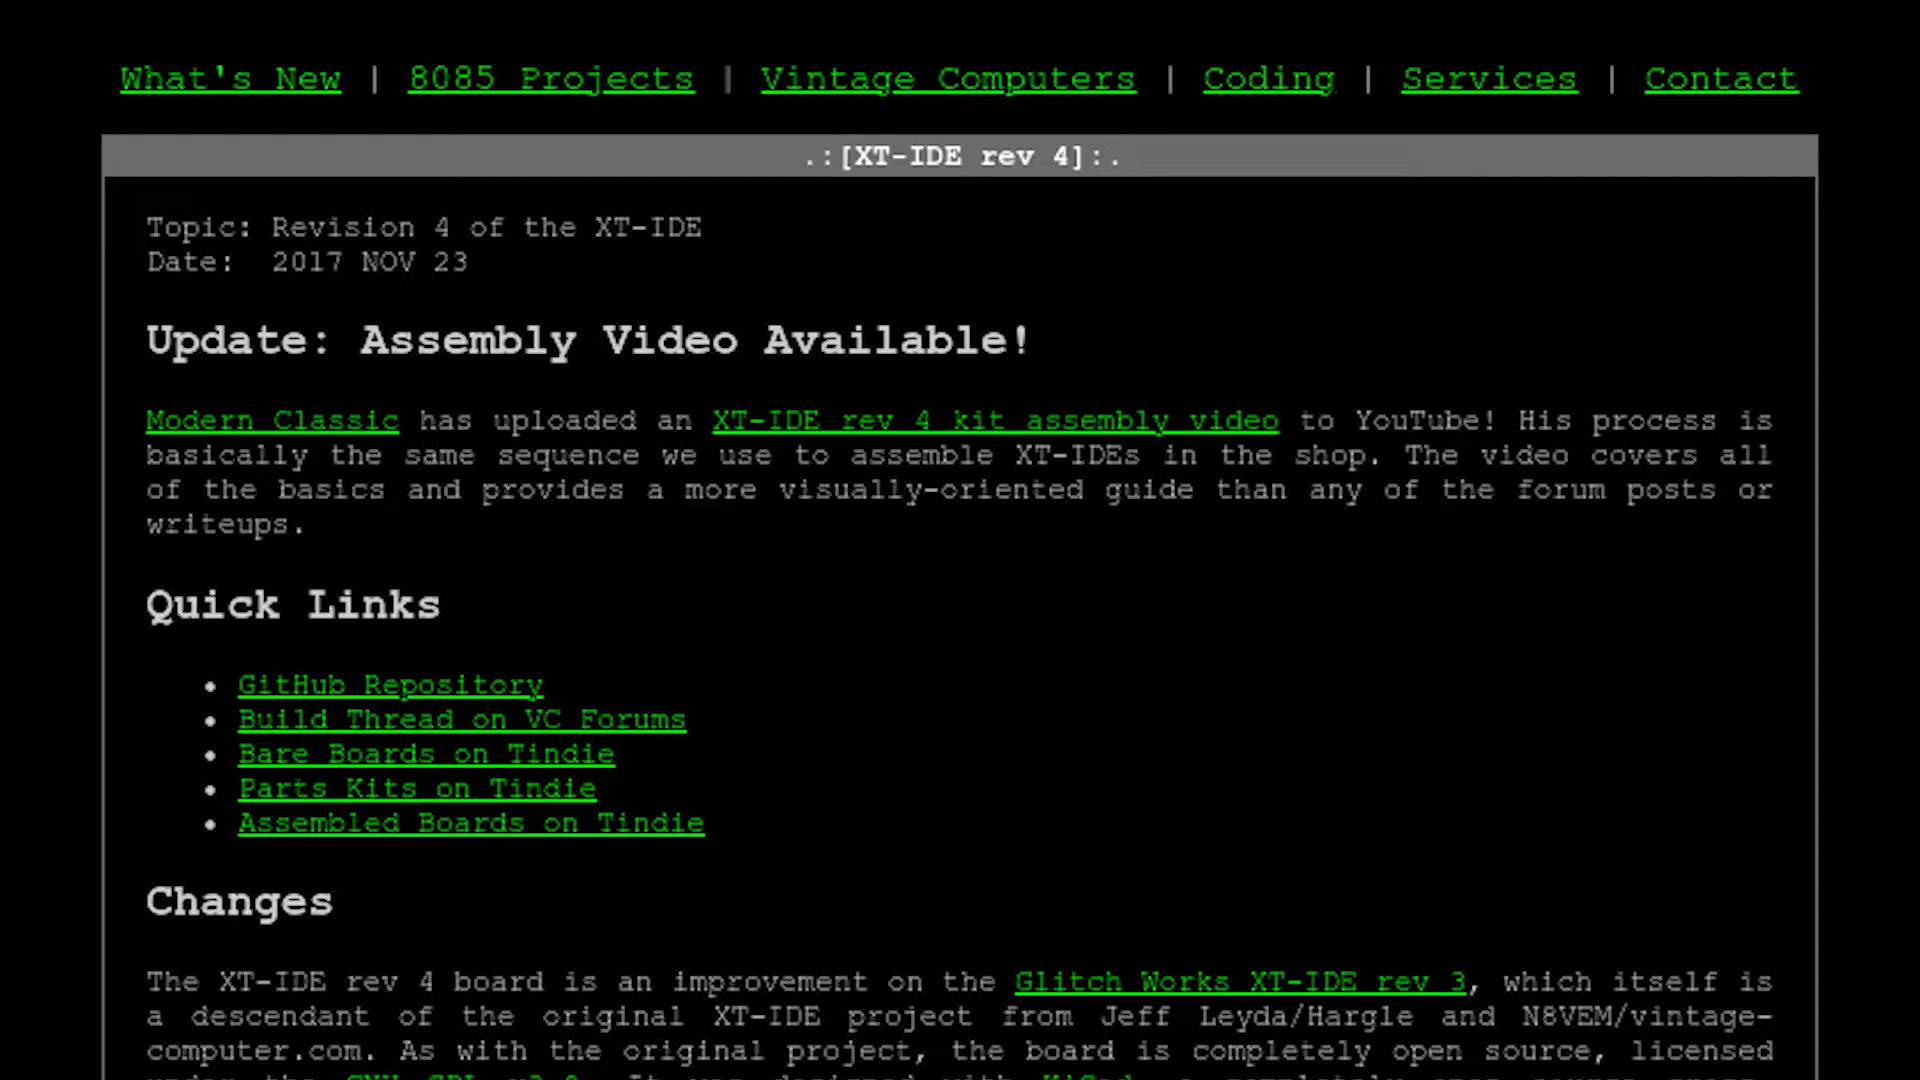 What's New | 8085 Projects | Vintage Computers | Coding | Services | Contact
.:[XT-IDE rev 4]:.
Topic: Revision 4 of the XT-IDE
Date: 2017 NOV 23
Update: Assembly Video Available!
Modern Classic has uploaded an XT-IDE rev 4 kit assembly video to YouTube! His process is
basically the same sequence we use to assemble XT-IDEs in the shop. The video covers all
of the basics and provides a more visually-oriented guide than any of the forum posts or
writeups.
Quick Links
• GitHub Repository
• Build Thread on VC Forums
• Bare Boards on Tindie
• Parts Kits on Tindie
• Assembled Boards on Tindie
Changes
The XT-IDE rev 4 board is an improvement on the Glitch Works XT-IDE rev 3, which itself is
a descendant of the original XT-IDE project from Jeff Leyda/Hargle and N8VEM/vintage-
computer.com. As with the original project, the board is completely open source, licensed